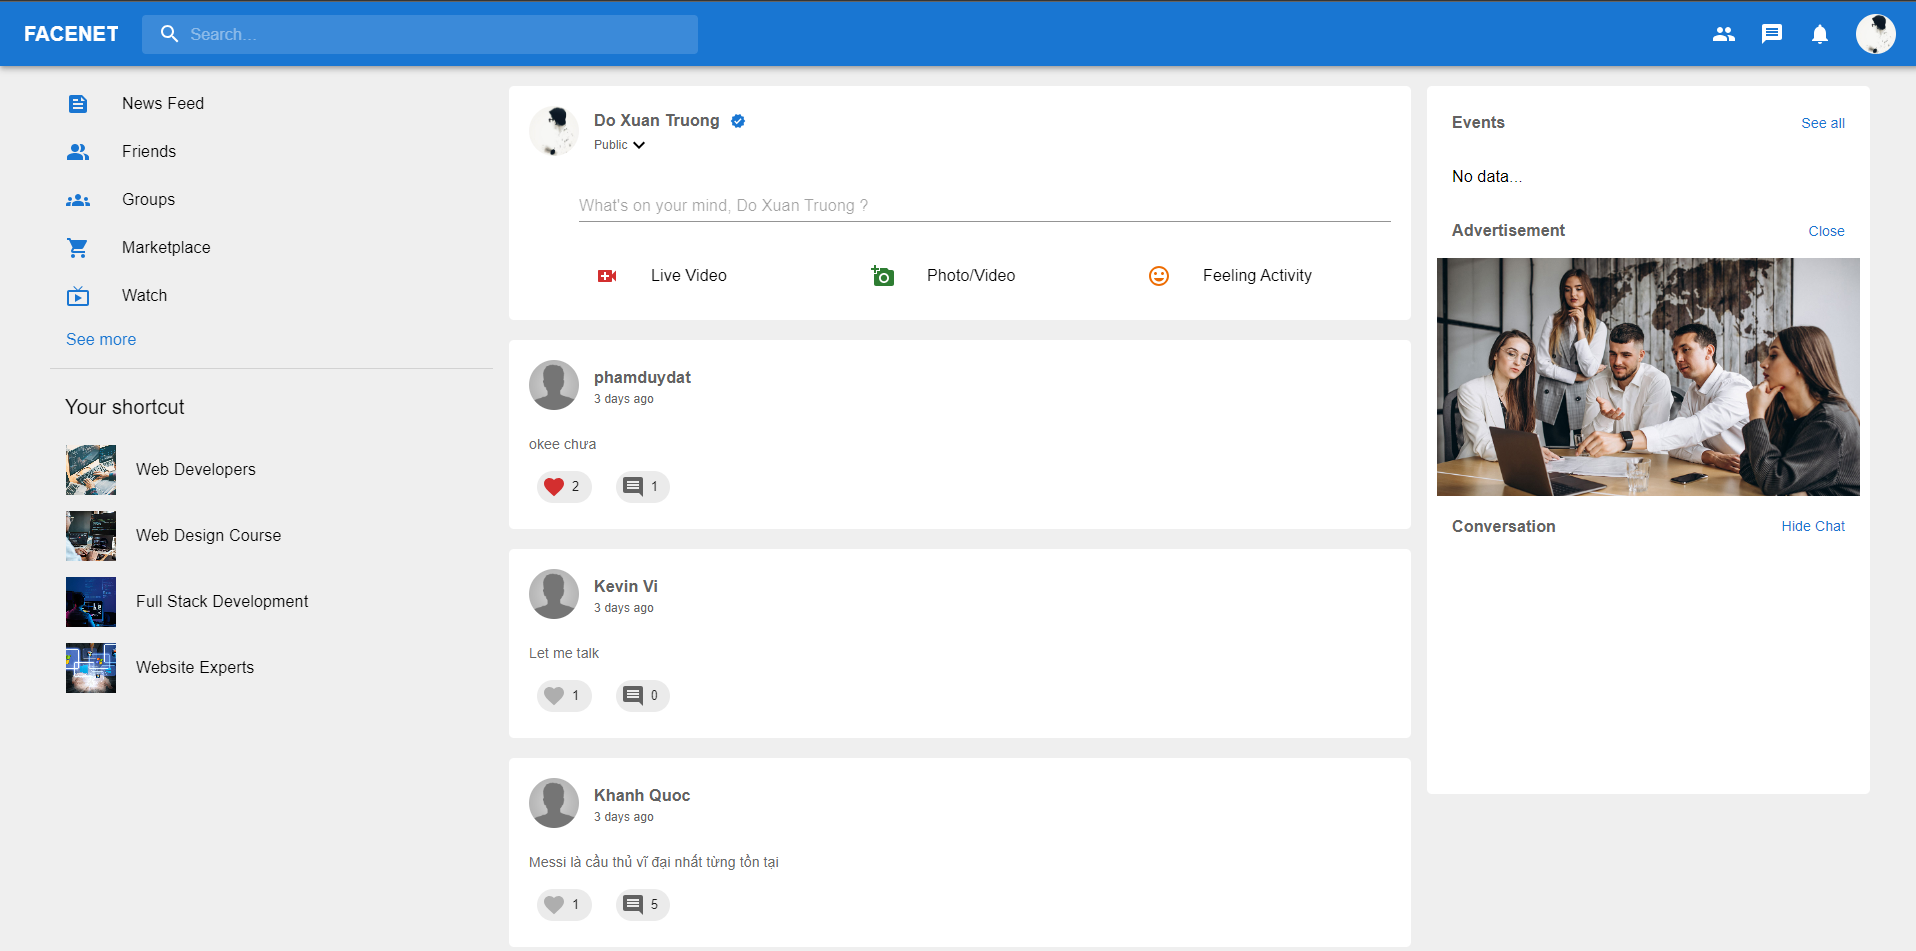 FACENET
Search...
News Feed
Friends
Groups
Marketplace
Watch
See more
Your shortcut
Web Developers
Web Design Course
Full Stack Development
Website Experts
Do Xuan Truong
Public
What's on your mind, Do Xuan Truong ?
Live Video
Photo/Video
Feeling Activity
phamduydat
3 days ago
okee chưa
2
1
Kevin Vi
3 days ago
Let me talk
1
0
Khanh Quoc
3 days ago
Messi là cầu thủ vĩ đại nhất từng tồn tại
1
5
Events
See all
No data...
Advertisement
Close
Conversation
Hide Chat